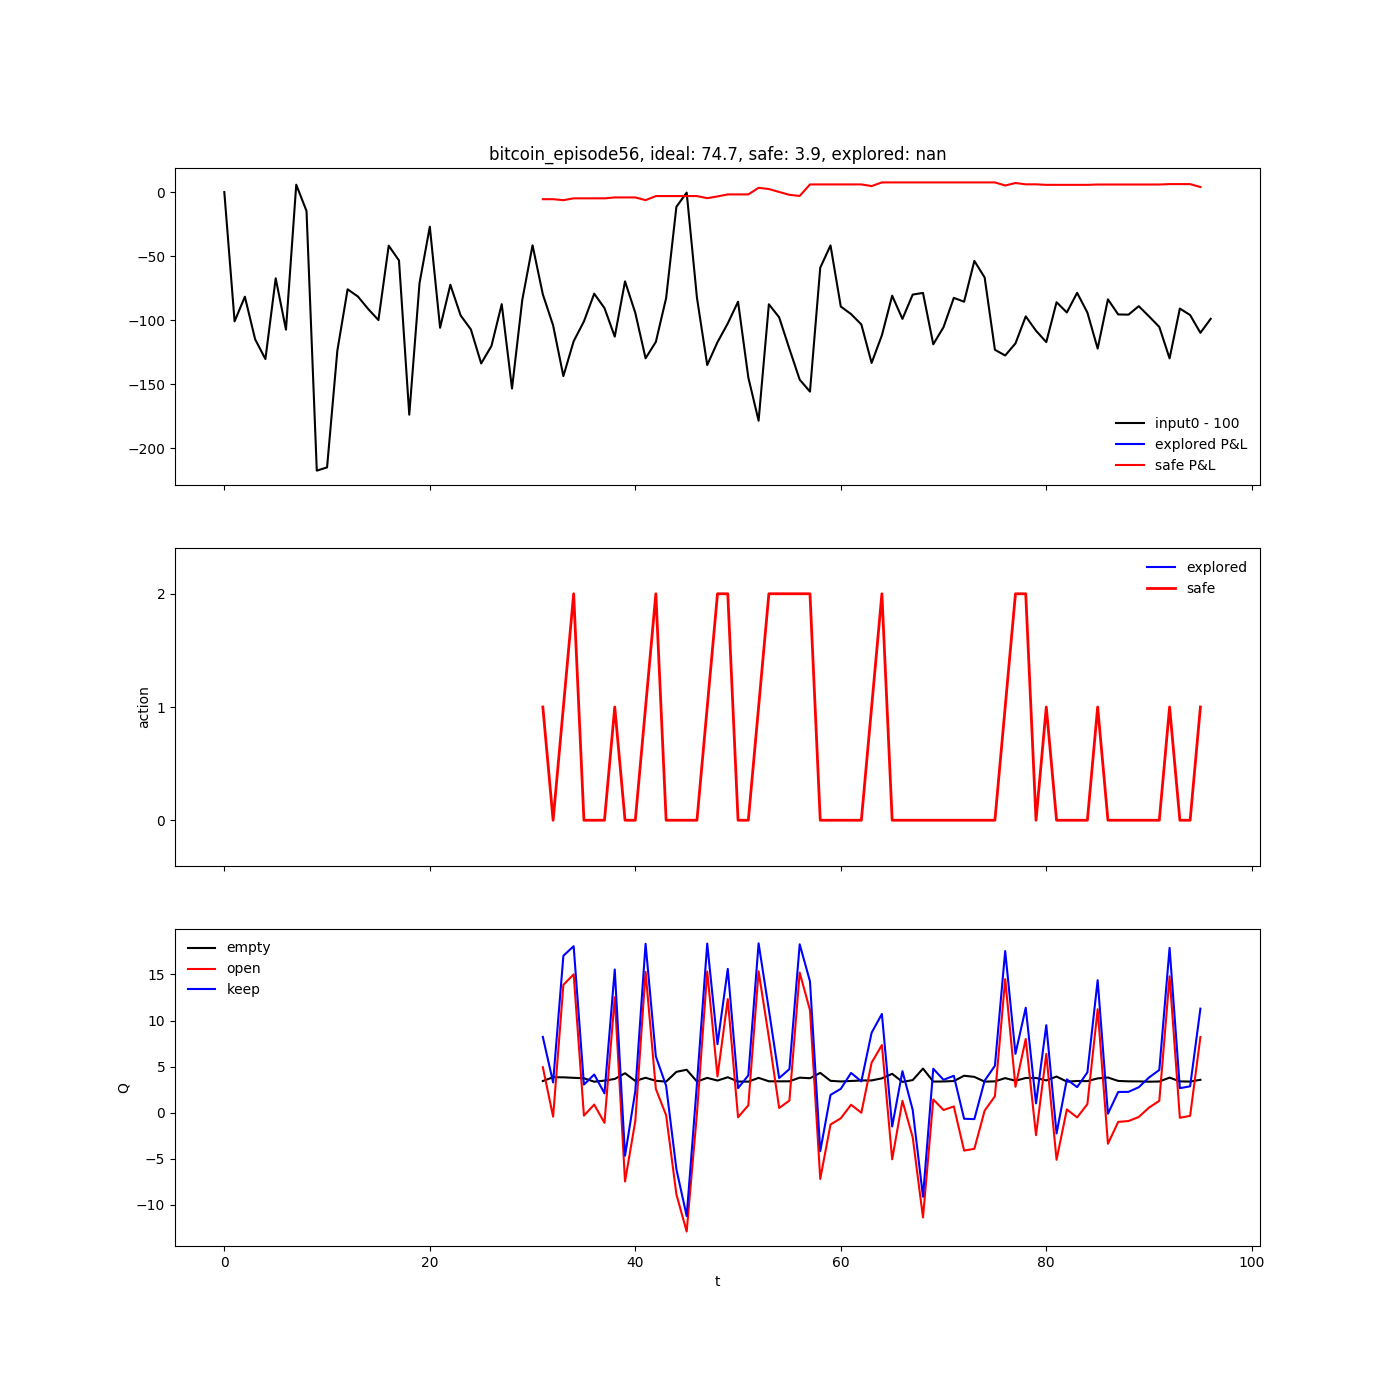 bitcoin_episode56, ideal: 74.7, safe: 3.9, explored: nan
0
−50
−100
−150
−200
input0 - 100
explored P&L
safe P&L
action
2
1
0
explored
safe
Q
15
10
5
0
−5
−10
empty
open
keep
0 20 40 60 80 100
t